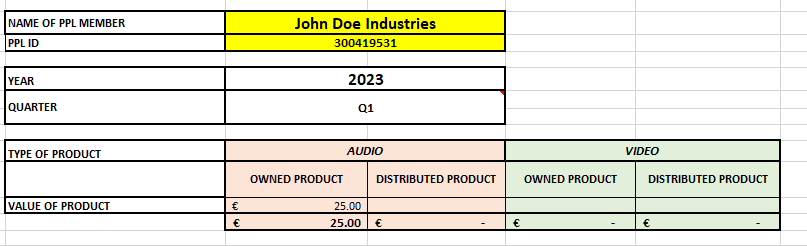 NAME OF PPL MEMBER John Doe Industries
PPL ID 300419531
YEAR 2023
QUARTER Q1
TYPE OF PRODUCT AUDIO VIDEO
OWNED PRODUCT DISTRIBUTED PRODUCT OWNED PRODUCT DISTRIBUTED PRODUCT
VALUE OF PRODUCT € 25.00
€ 25.00 € - € - € -